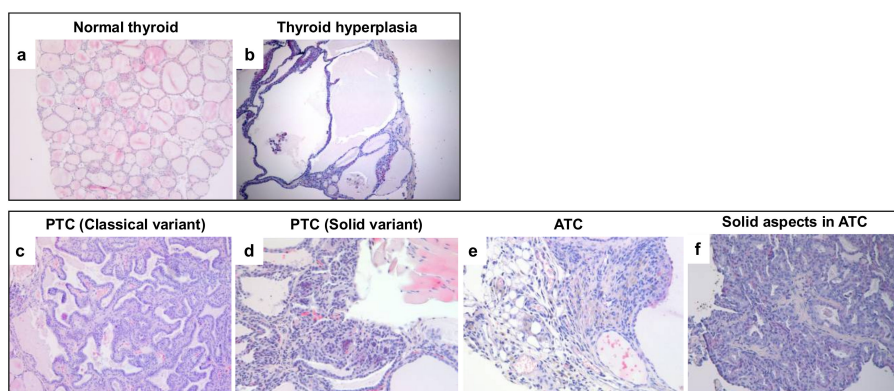 Normal thyroid
Thyroid hyperplasia
a
b
PTC (Classical variant)
PTC (Solid variant)
ATC
Solid aspects in ATC
c
d
e
f